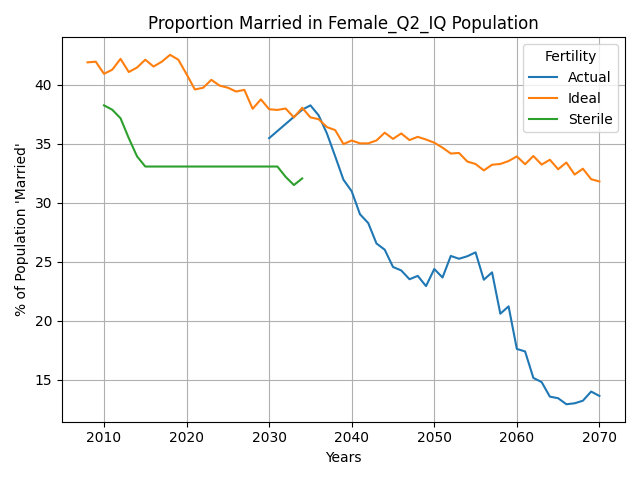 Proportion Married in Female_Q2_IQ Population
% of Population 'Married'
40
35
30
25
20
15
Fertility
Actual
Ideal
Sterile
2010 2020 2030 2040 2050 2060 2070
Years